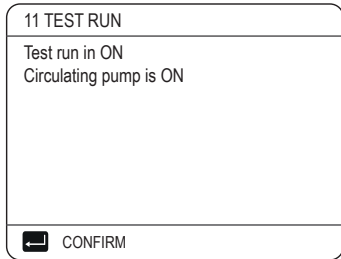 11 TEST RUN
Test run in ON
Circulating pump is ON
CONFIRM